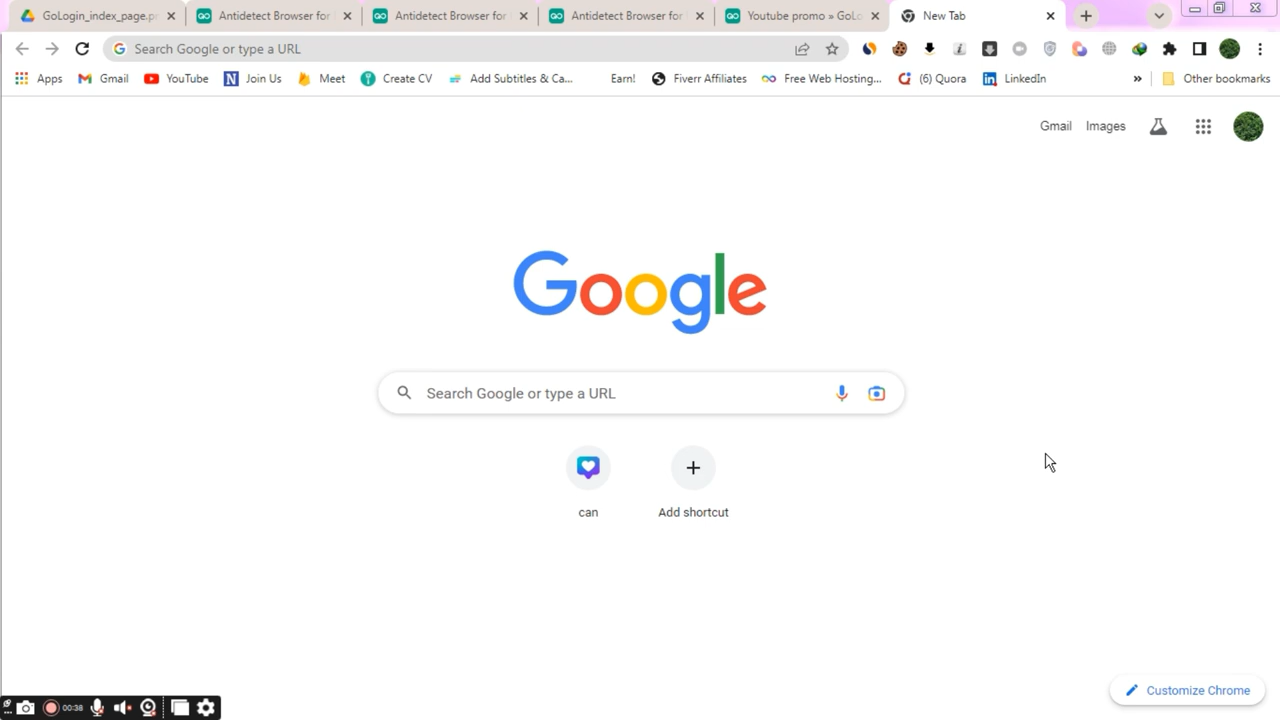 GoLogin_index_page.pr
Antidetect Browser for
Antidetect Browser for
Antidetect Browser for
Youtube promo » GoLo
New Tab
Search Google or type a URL
Apps
Gmail
YouTube
Join Us
Meet
Create CV
Add Subtitles & Ca...
Earn!
Fiverr Affiliates
Free Web Hosting...
(6) Quora
LinkedIn
»
Other bookmarks
Gmail
Images
Google
Search Google or type a URL
can
Add shortcut
Customize Chrome
00:38